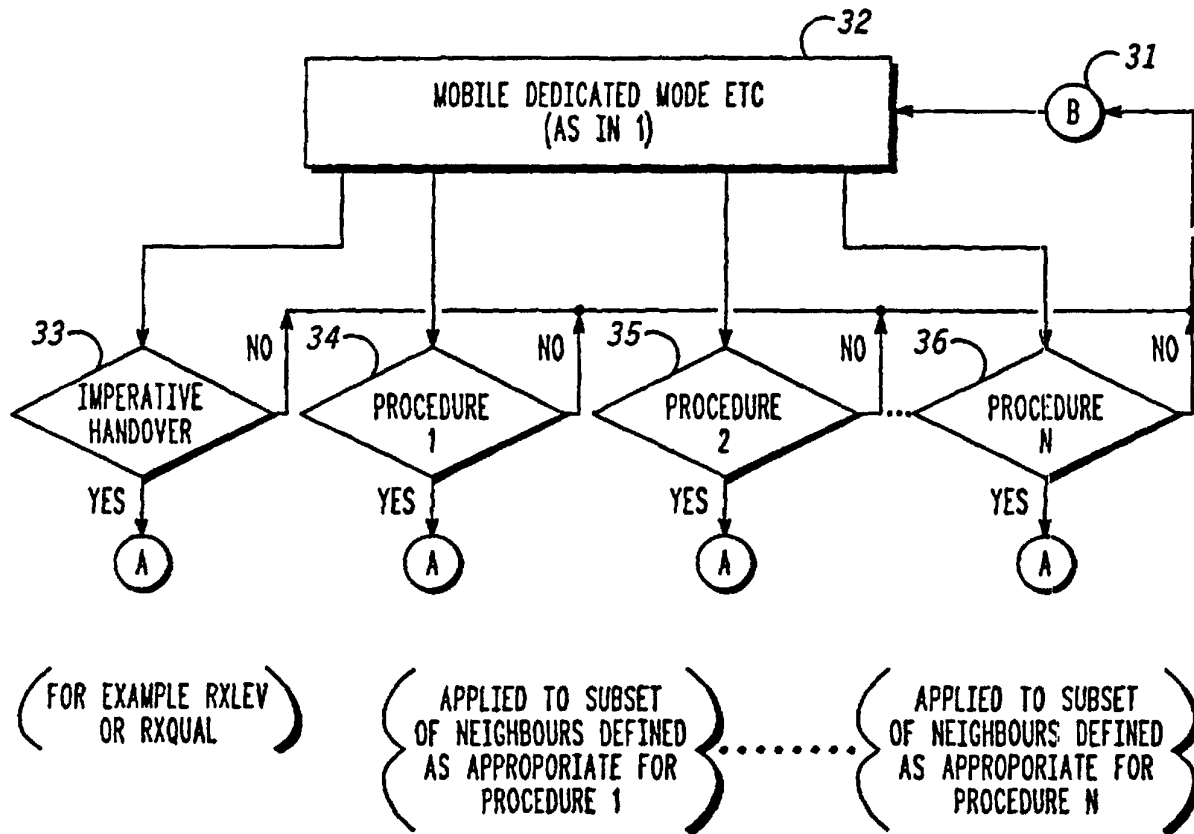 32
31
MOBILE DEDICATED MODE ETC
(AS IN 1)
B
33
NO
34
NO
35
NO
36
NO
IMPERATIVE
HANDOVER
PROCEDURE
1
PROCEDURE
2
PROCEDURE
N
YES
YES
YES
YES
A
A
A
A
(FOR EXAMPLE RXLEV
OR RXQUAL)
APPLIED TO SUBSET
OF NEIGHBOURS DEFINED
AS APPROPORIATE FOR
PROCEDURE 1
APPLIED TO SUBSET
OF NEIGHBOURS DEFINED
AS APPROPORIATE FOR
PROCEDURE N